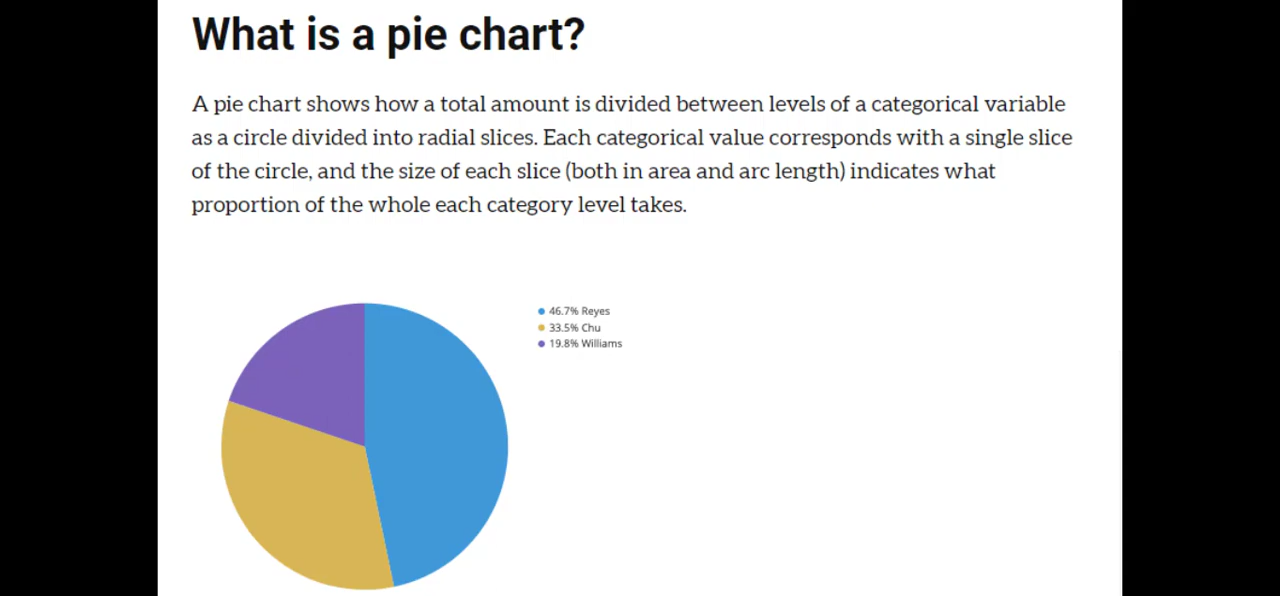 What is a pie chart?
A pie chart shows how a total amount is divided between levels of a categorical variable
as a circle divided into radial slices. Each categorical value corresponds with a single slice
of the circle, and the size of each slice (both in area and arc length) indicates what
proportion of the whole each category level takes.
46.7% Reyes
33.5% Chu
19.8% Williams